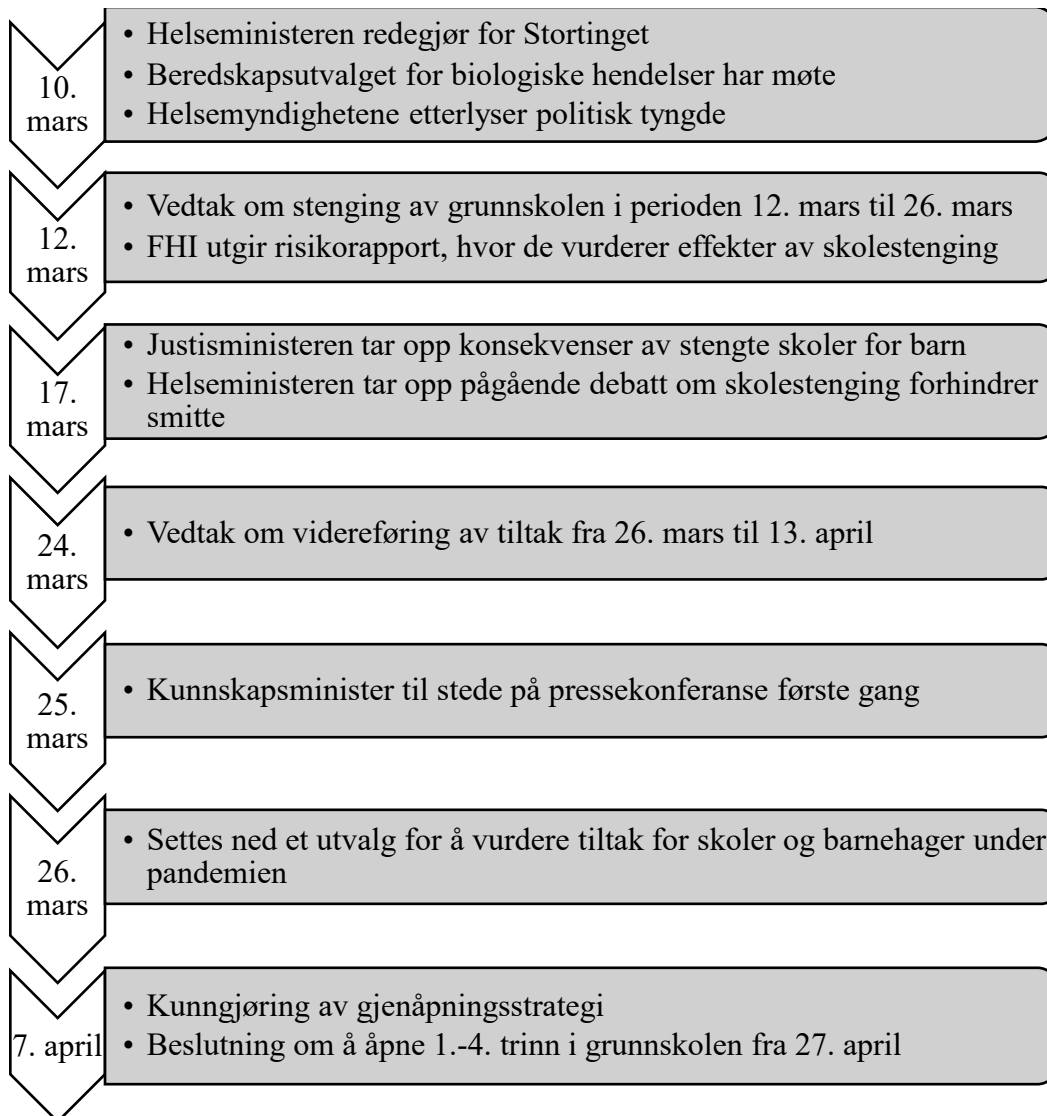 10.
mars
• Helseministeren redegjør for Stortinget
• Beredskapsutvalget for biologiske hendelser har møte
• Helsemyndighetene etterlyser politisk tyngde
12.
mars
• Vedtak om stenging av grunnskolen i perioden 12. mars til 26. mars
• FHI utgir risikorapport, hvor de vurderer effekter av skolestenging
17.
mars
• Justisministeren tar opp konsekvenser av stengte skoler for barn
• Helseministeren tar opp pågående debatt om skolestenging forhindrer
smitte
24.
mars
• Vedtak om videreføring av tiltak fra 26. mars til 13. april
25.
mars
• Kunnskapsminister til stede på pressekonferanse første gang
26.
mars
• Settes ned et utvalg for å vurdere tiltak for skoler og barnehager under
pandemien
7. april
• Kunngjøring av gjenåpningsstrategi
• Beslutning om å åpne 1.-4. trinn i grunnskolen fra 27. april